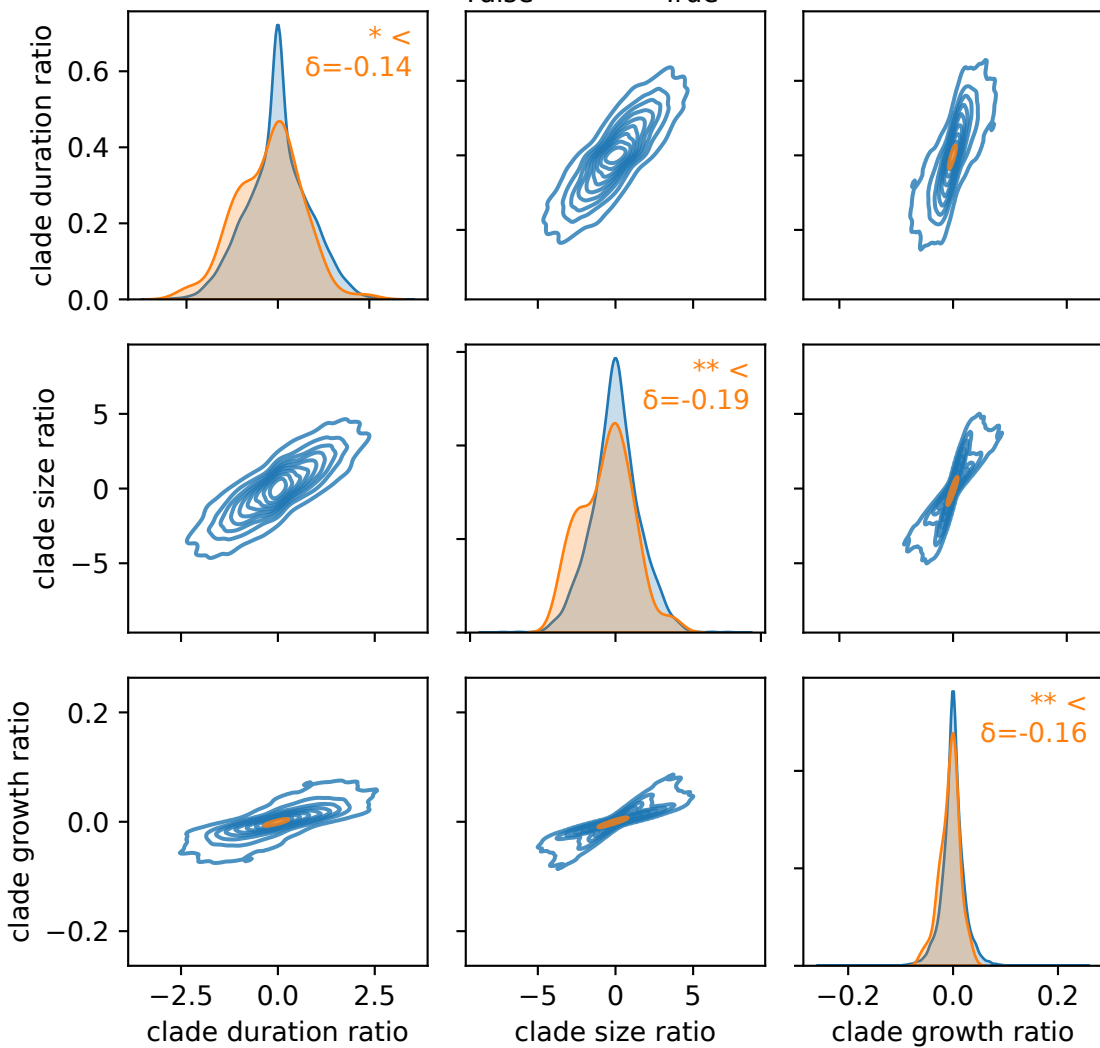 clade duration ratio
0.6
0.4
0.2
0.0
* <
δ=-0.14
clade size ratio
5
0
−5
** <
δ=-0.19
clade growth ratio
0.2
0.0
−0.2
** <
δ=-0.16
−2.5 0.0 2.5
clade duration ratio
−5 0 5
clade size ratio
−0.2 0.0 0.2
clade growth ratio